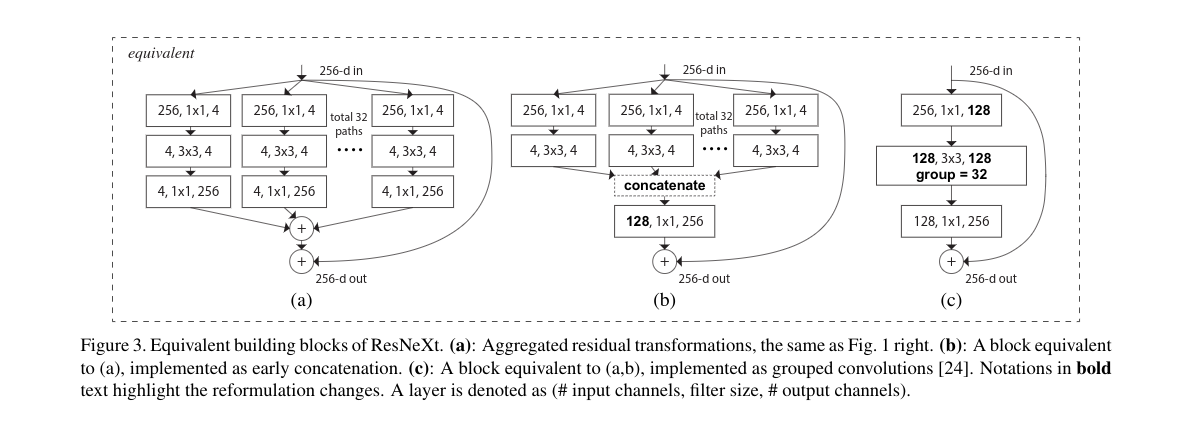 equivalent
256-d in
256, 1x1, 4
256, 1x1, 4
256, 1x1, 4
total 32
paths
4, 3x3, 4
4, 3x3, 4
....
4, 3x3, 4
4, 1x1, 256
4, 1x1, 256
4, 1x1, 256
+
+
256-d out
(a)
256-d in
256, 1x1, 4
256, 1x1, 4
256, 1x1, 4
total 32
paths
4, 3x3, 4
4, 3x3, 4
....
4, 3x3, 4
concatenate
128, 1x1, 256
+
256-d out
(b)
256-d in
256, 1x1, 128
128, 3x3, 128
group = 32
128, 1x1, 256
+
256-d out
(c)
Figure 3. Equivalent building blocks of ResNeXt. (a): Aggregated residual transformations, the same as Fig. 1 right. (b): A block equivalent
to (a), implemented as early concatenation. (c): A block equivalent to (a,b), implemented as grouped convolutions [24]. Notations in bold
text highlight the reformulation changes. A layer is denoted as (# input channels, filter size, # output channels).